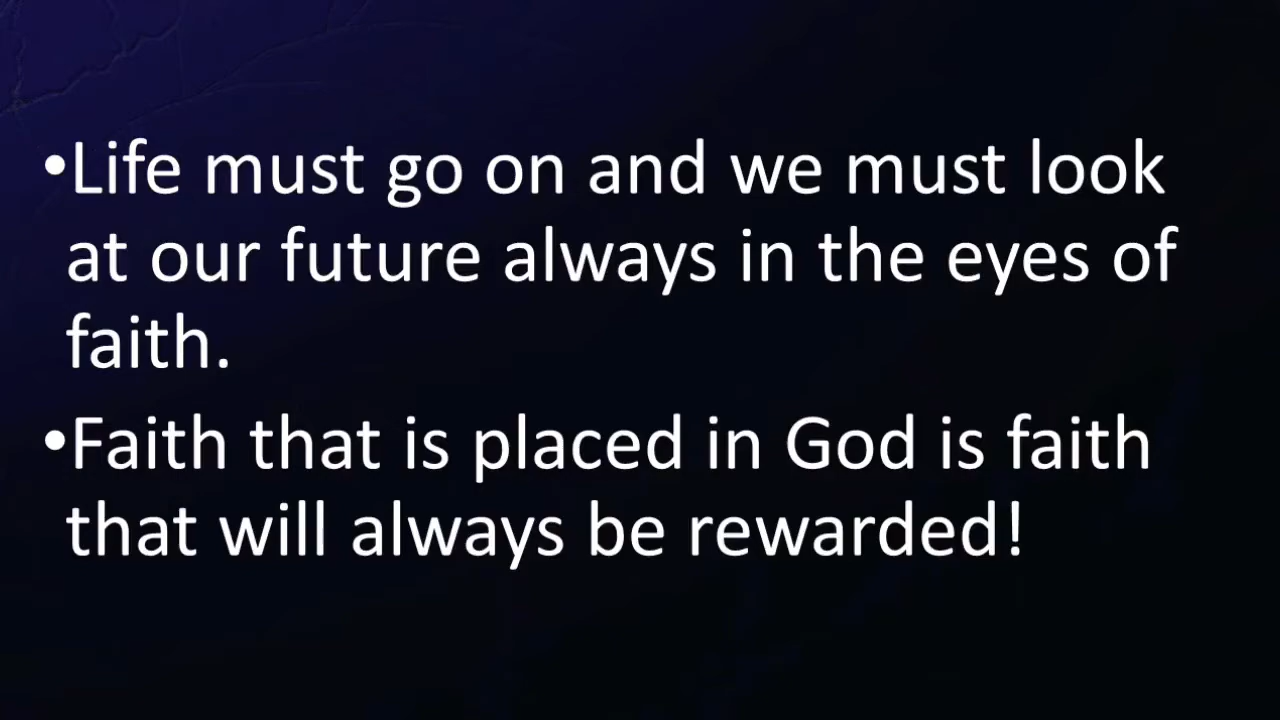 •Life must go on and we must look
at our future always in the eyes of
faith.
•Faith that is placed in God is faith
that will always be rewarded!